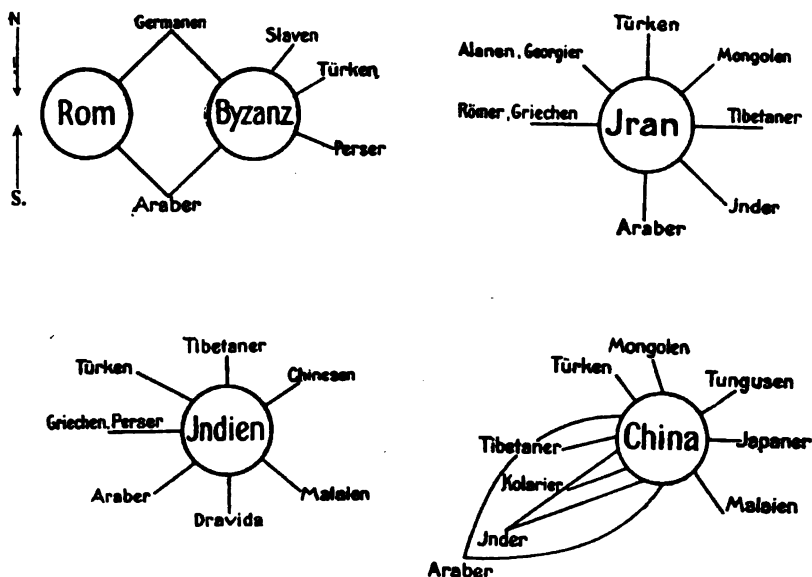 N
S.
Germanen
Slaven
Türken
Rom
Byzanz
Perser
Araber
Türken
Alanen, Georgier
Mongolen
Römer, Griechen
Jran
Tibetaner
Jnder
Araber
Tibetaner
Türken
Chinesen
Griechen, Perser
Jndien
Araber
Malaien
Dravida
Mongolen
Türken
Tungusen
Tibetaner
China
Japaner
Kolarier
Malaien
Jnder
Araber